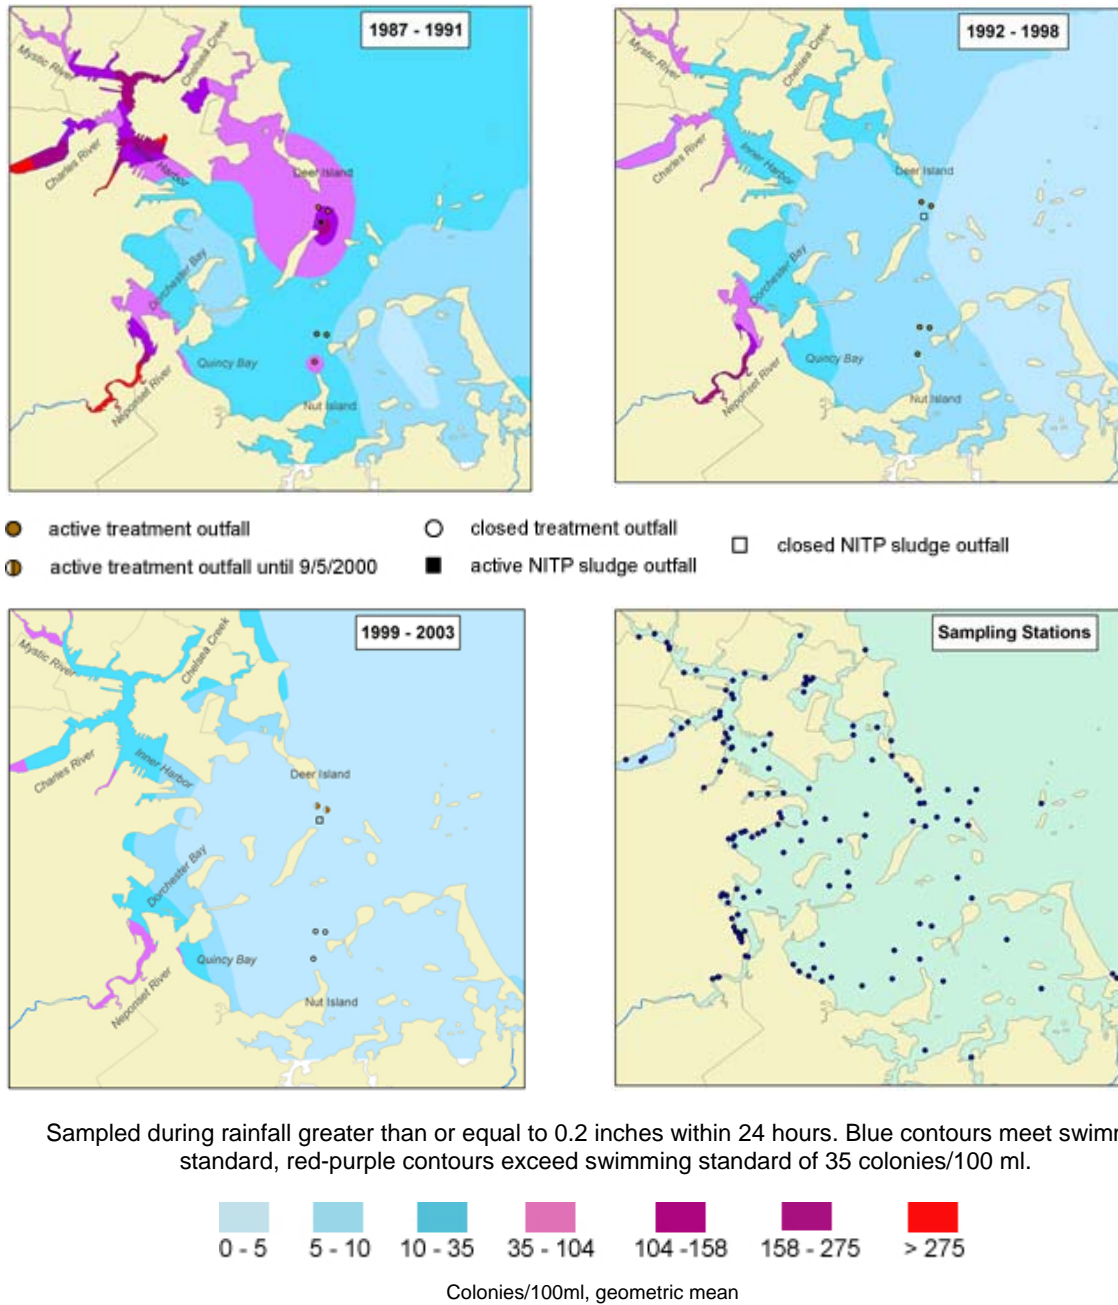 1987 - 1991
Mystic River
Chelsea Creek
Charles River
Harbor
Deer Island
Dorchester Bay
Quincy Bay
Neponset River
Nut Island
1992 - 1998
Mystic River
Chelsea Creek
Charles River
Inner Harbor
Deer Island
Dorchester Bay
Quincy Bay
Neponset River
Nut Island
active treatment outfall
closed treatment outfall
closed NITP sludge outfall
active treatment outfall until 9/5/2000
active NITP sludge outfall
1999 - 2003
Mystic River
Chelsea Creek
Charles River
Inner Harbor
Deer Island
Dorchester Bay
Quincy Bay
Neponset River
Nut Island
Sampling Stations
Sampled during rainfall greater than or equal to 0.2 inches within 24 hours. Blue contours meet
standard, red-purple contours exceed swimming standard of 35 colonies/100 ml.
0 - 5 5 - 10 10 - 35 35 - 104 104 -158 158 - 275 > 275
Colonies/100ml, geometric mean